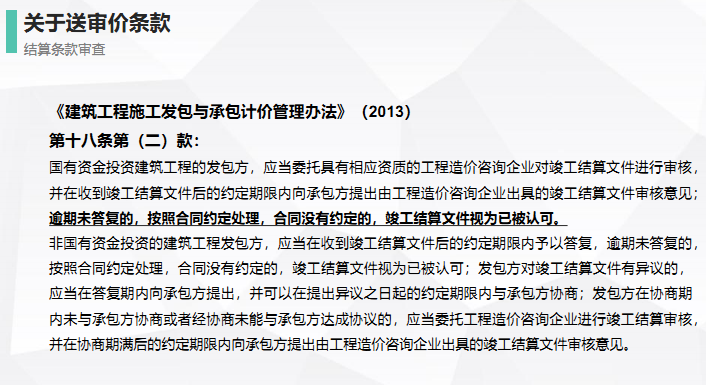 关于送审价条款
结算条款审查
《建筑工程施工发包与承包计价管理办法》（2013）
第十八条第（二）款：
国有资金投资建筑工程的发包方，应当委托具有相应资质的工程造价咨询企业对竣工结算文件进行审核，
并在收到竣工结算文件后的约定期限内向承包方提出由工程造价咨询企业出具的竣工结算文件审核意见；
逾期未答复的，按照合同约定处理，合同没有约定的，竣工结算文件视为已被认可。
非国有资金投资的建筑工程发包方，应当在收到竣工结算文件后的约定期限内予以答复，逾期未答复的，
按照合同约定处理，合同没有约定的，竣工结算文件视为已被认可；发包方对竣工结算文件有异议的，
应当在答复期内向承包方提出，并可以在提出异议之日起的约定期限内与承包方协商；发包方在协商期
内未与承包方协商或者经协商未能与承包方达成协议的，应当委托工程造价咨询企业进行竣工结算审核，
并在协商期满后的约定期限内向承包方提出由工程造价咨询企业出具的竣工结算文件审核意见。